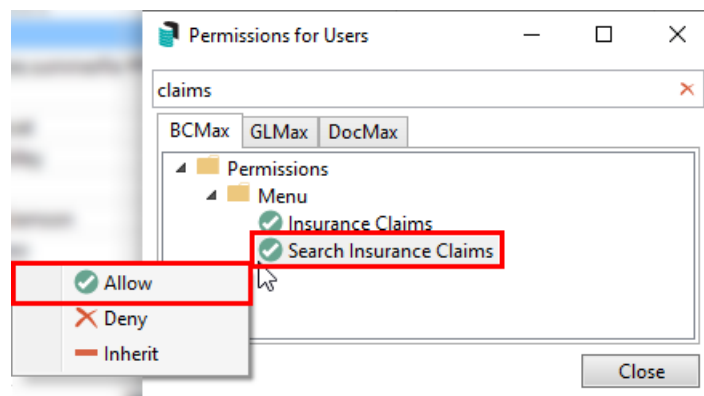 Permissions for Users
claims
BCMax GLMax DocMax
Permissions
Menu
Insurance Claims
Search Insurance Claims
Allow
Deny
Inherit
Close